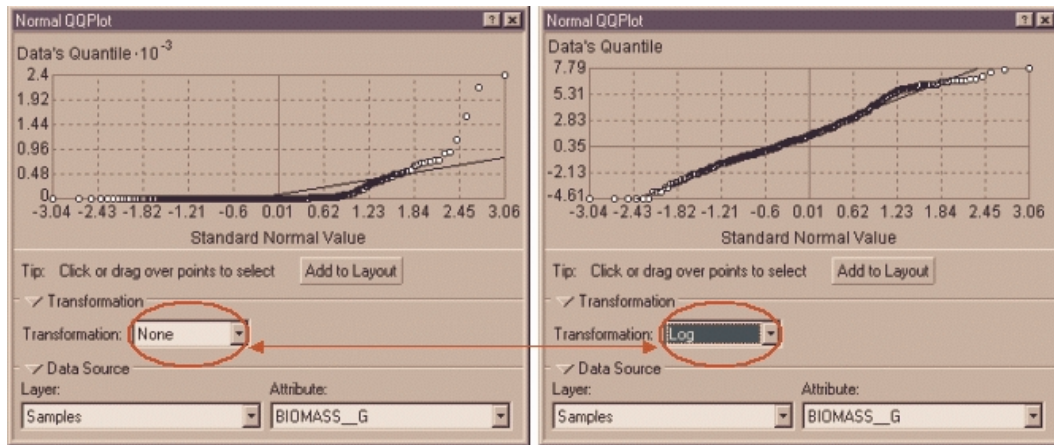 Normal QQPlot
Data's Quantile ·10⁻³
2.4
1.92
1.44
0.96
0.48
0
-3.04 -2.43 -1.82 -1.21 -0.6 0.01 0.62 1.23 1.84 2.45 3.06
Standard Normal Value
Tip: Click or drag over points to select Add to Layout
Transformation
Transformation: None
Data Source
Layer: Attribute:
Samples BIOMASS__G
Normal QQPlot
Data's Quantile
7.79
5.31
2.83
0.35
-2.13
-4.61
-3.04 -2.43 -1.82 -1.21 -0.6 0.01 0.62 1.23 1.84 2.45 3.06
Standard Normal Value
Tip: Click or drag over points to select Add to Layout
Transformation
Transformation: Log
Data Source
Layer: Attribute:
Samples BIOMASS__G